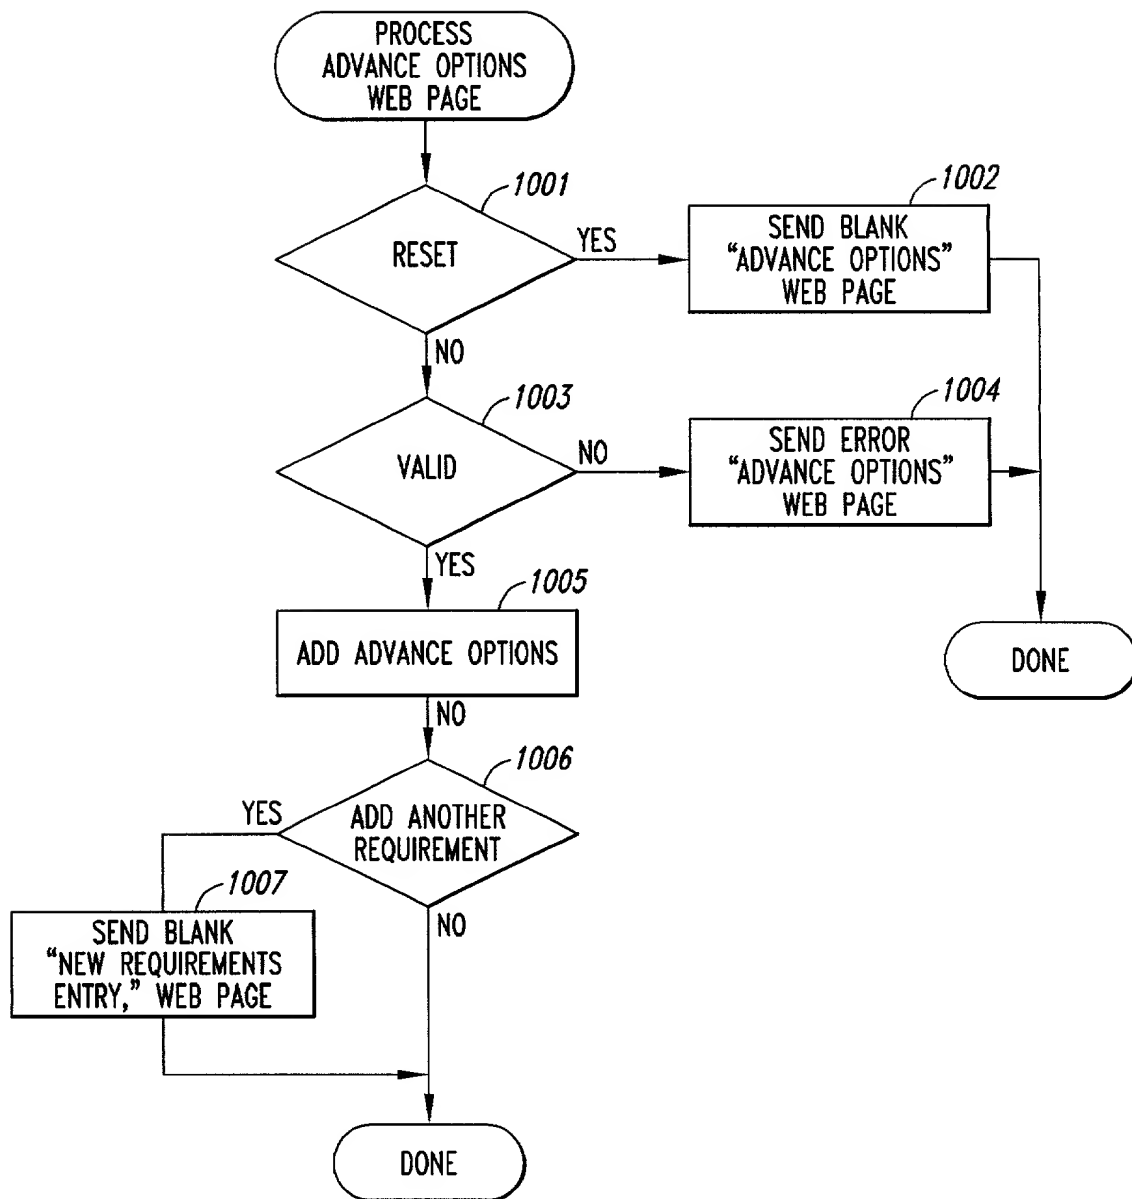 PROCESS
ADVANCE OPTIONS
WEB PAGE
1001
RESET
YES
1002
SEND BLANK
“ADVANCE OPTIONS”
WEB PAGE
NO
1003
VALID
NO
1004
SEND ERROR
“ADVANCE OPTIONS”
WEB PAGE
YES
1005
ADD ADVANCE OPTIONS
DONE
NO
1006
ADD ANOTHER
REQUIREMENT
YES
1007
SEND BLANK
“NEW REQUIREMENTS
ENTRY,” WEB PAGE
NO
DONE